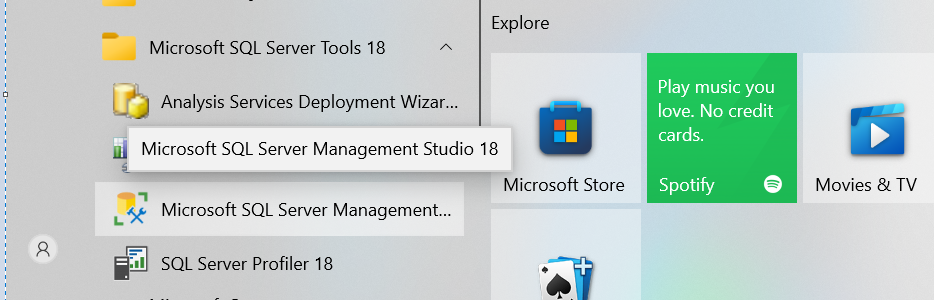 Explore
Microsoft SQL Server Tools 18
Analysis Services Deployment Wizar...
Microsoft SQL Server Management Studio 18
Microsoft SQL Server Management...
SQL Server Profiler 18
Play music you
love. No credit
cards.
Microsoft Store
Spotify
Movies & TV